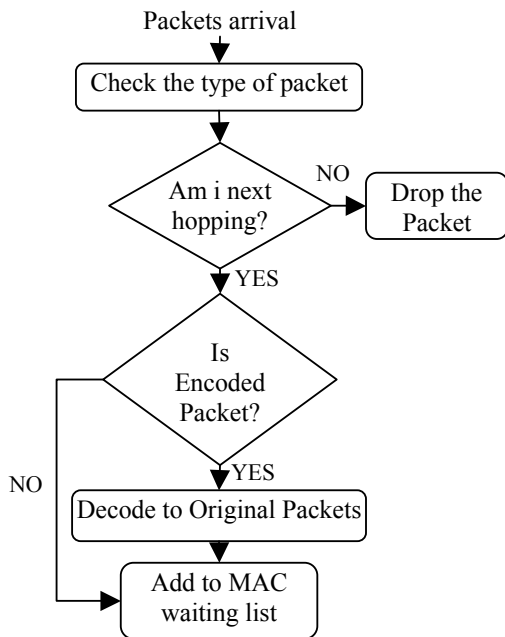 Packets arrival
Check the type of packet
Am i next
hopping?
NO
Drop the
Packet
YES
Is
Encoded
Packet?
YES
NO
Decode to Original Packets
Add to MAC
waiting list